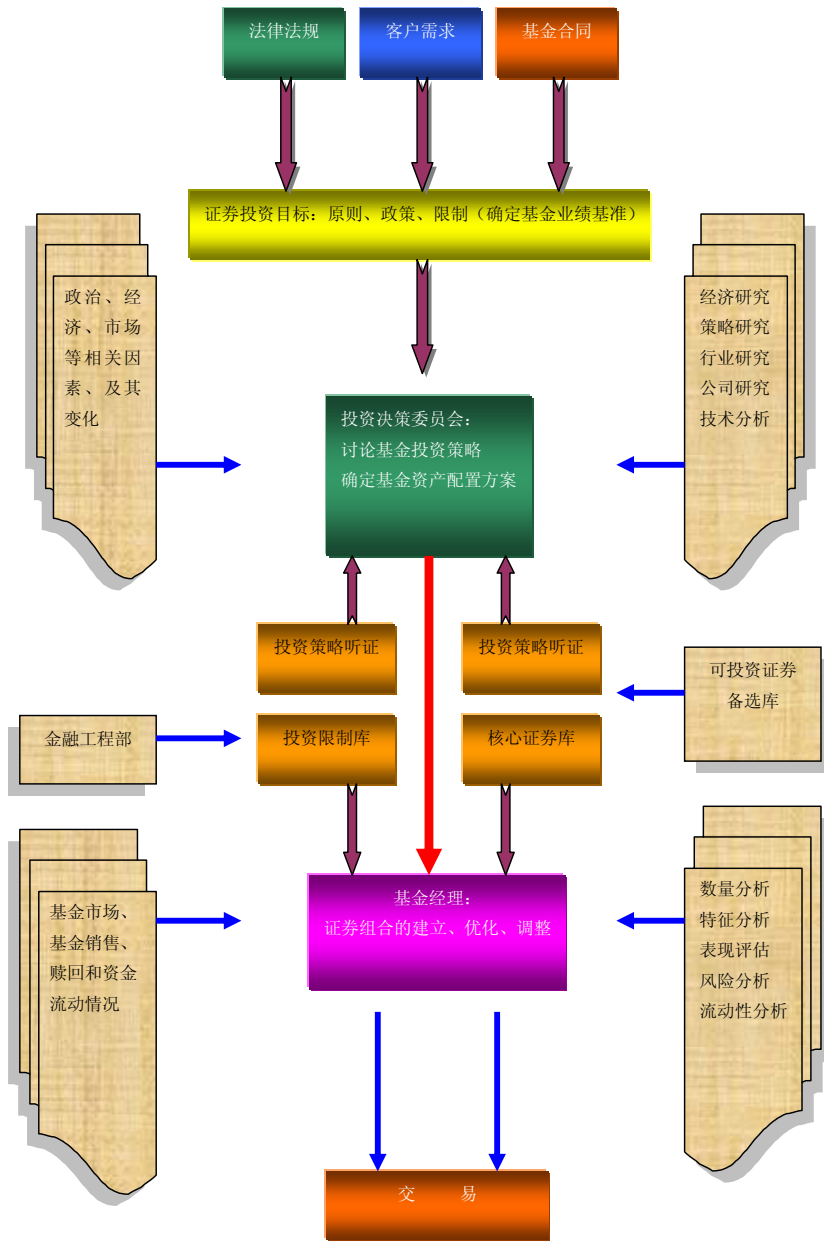 法律法规
客户需求
基金合同
证券投资目标：原则、政策、限制（确定基金业绩基准）
政治、经
济、市场
等相关因
素、及其
变化
经济研究
策略研究
行业研究
公司研究
技术分析
投资决策委员会：
讨论基金投资策略
确定基金资产配置方案
投资策略听证
投资策略听证
可投资证券
备选库
金融工程部
投资限制库
核心证券库
基金市场、
基金销售、
赎回和资金
流动情况
基金经理：
证券组合的建立、优化、调整
数量分析
特征分析
表现评估
风险分析
流动性分析
交 易